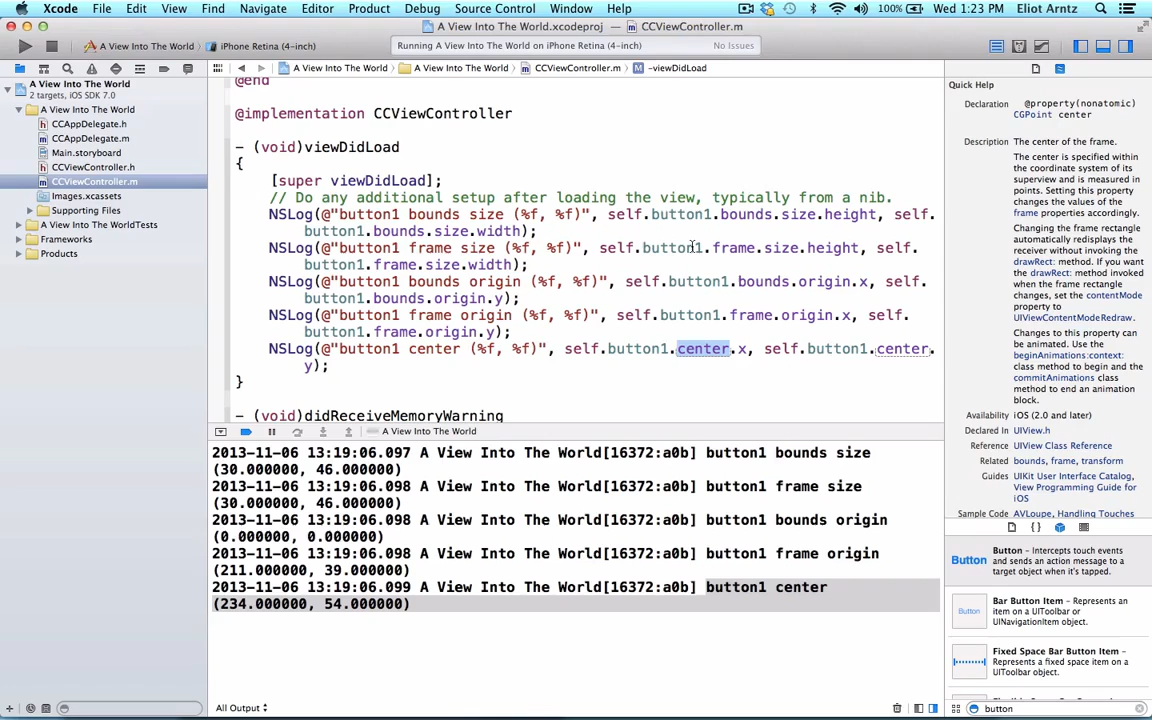 Xcode File Edit View Find Navigate Editor Product Debug Source Control Window Help 100% Wed 1:23 PM Eliot Arntz
A View Into The World.xcodeproj — CCViewController.m
A View Into The World iPhone Retina (4-inch) Running A View Into The World on iPhone Retina (4-inch) No Issues
A View Into The World A View Into The World CCViewController.m M -viewDidLoad
A View Into The World
2 targets, iOS SDK 7.0
A View Into The World
CCAppDelegate.h
CCAppDelegate.m
Main.storyboard
CCViewController.h
CCViewController.m
Images.xcassets
Supporting Files
A View Into The WorldTests
Frameworks
Products
@end
@implementation CCViewController
- (void)viewDidLoad
{
[super viewDidLoad];
// Do any additional setup after loading the view, typically from a nib.
NSLog(@"button1 bounds size (%f, %f)", self.button1.bounds.size.height, self.
button1.bounds.size.width);
NSLog(@"button1 frame size (%f, %f)", self.button1.frame.size.height, self.
button1.frame.size.width);
NSLog(@"button1 bounds origin (%f, %f)", self.button1.bounds.origin.x, self.
button1.bounds.origin.y);
NSLog(@"button1 frame origin (%f, %f)", self.button1.frame.origin.x, self.
button1.frame.origin.y);
NSLog(@"button1 center (%f, %f)", self.button1.center.x, self.button1.center.
y);
}
- (void)didReceiveMemoryWarning
A View Into The World
2013-11-06 13:19:06.097 A View Into The World[16372:a0b] button1 bounds size
(30.000000, 46.000000)
2013-11-06 13:19:06.098 A View Into The World[16372:a0b] button1 frame size
(30.000000, 46.000000)
2013-11-06 13:19:06.098 A View Into The World[16372:a0b] button1 bounds origin
(0.000000, 0.000000)
2013-11-06 13:19:06.098 A View Into The World[16372:a0b] button1 frame origin
(211.000000, 39.000000)
2013-11-06 13:19:06.099 A View Into The World[16372:a0b] button1 center
(234.000000, 54.000000)
All Output
Quick Help
Declaration @property(nonatomic)
CGPoint center
Description The center of the frame.
The center is specified within
the coordinate system of its
superview and is measured in
points. Setting this property
changes the values of the
frame properties accordingly.
Changing the frame rectangle
automatically redisplays the
receiver without invoking the
drawRect: method. If you want
the drawRect: method invoked
when the frame rectangle
changes, set the contentMode
property to
UIViewContentModeRedraw.
Changes to this property can
be animated. Use the
beginAnimations:context:
class method to begin and the
commitAnimations class
method to end an animation
block.
Availability iOS (2.0 and later)
Declared In UIView.h
Reference UIView Class Reference
Related bounds, frame, transform
Guides UIKit User Interface Catalog,
View Programming Guide for
iOS
Sample Code AVLoupe, Handling Touches
Button
Button - Intercepts touch events
and sends an action message to a
target object when it's tapped.
Item
Bar Button Item - Represents an
item on a UIToolbar or
UINavigationItem object.
Fixed Space Bar Button Item -
Represents a fixed space item on a
UIToolbar object.
button